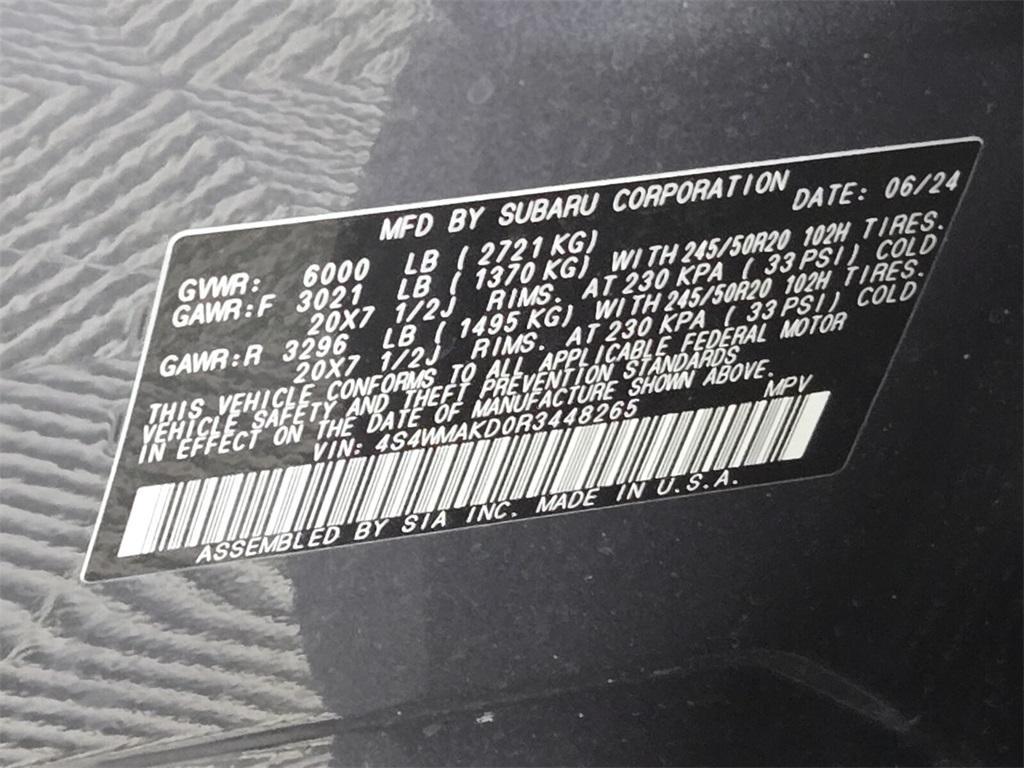 MFD BY SUBARU CORPORATION DATE: 06/24
GVWR: 6000 LB ( 2721 KG)
GAWR:F 3021 LB ( 1370 KG) WITH 245/50R20 102H TIRES.
20X7 1/2J RIMS. AT 230 KPA ( 33 PSI) COLD
GAWR:R 3296 LB ( 1495 KG) WITH 245/50R20 102H TIRES.
20X7 1/2J RIMS. AT 230 KPA ( 33 PSI) COLD
THIS VEHICLE CONFORMS TO ALL APPLICABLE FEDERAL MOTOR
VEHICLE SAFETY AND THEFT PREVENTION STANDARDS
IN EFFECT ON THE DATE OF MANUFACTURE SHOWN ABOVE.
VIN: 4S4WMAKD0R3448265 MPV
ASSEMBLED BY SIA INC. MADE IN U.S.A.